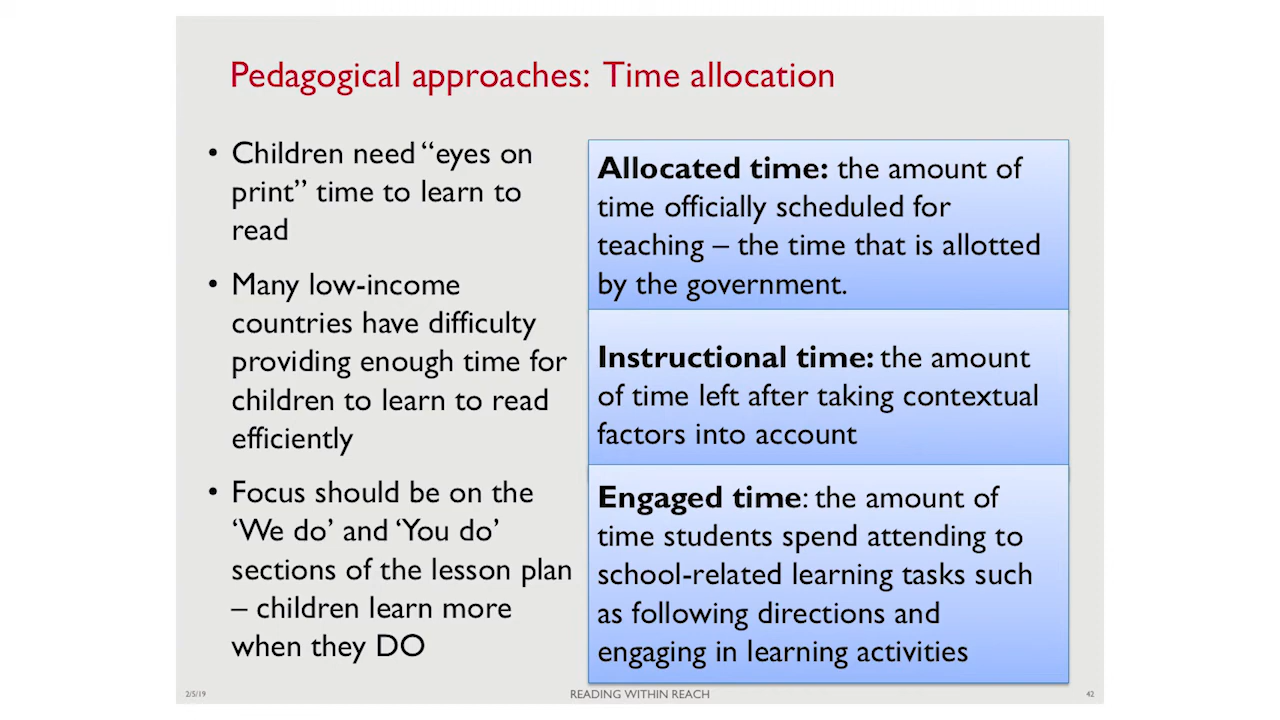 Pedagogical approaches: Time allocation
• Children need “eyes on
print” time to learn to
read
• Many low-income
countries have difficulty
providing enough time for
children to learn to read
efficiently
• Focus should be on the
‘We do’ and ‘You do’
sections of the lesson plan
– children learn more
when they DO
Allocated time: the amount of
time officially scheduled for
teaching – the time that is allotted
by the government.
Instructional time: the amount
of time left after taking contextual
factors into account
Engaged time: the amount of
time students spend attending to
school-related learning tasks such
as following directions and
engaging in learning activities
2/5/19
READING WITHIN REACH
42